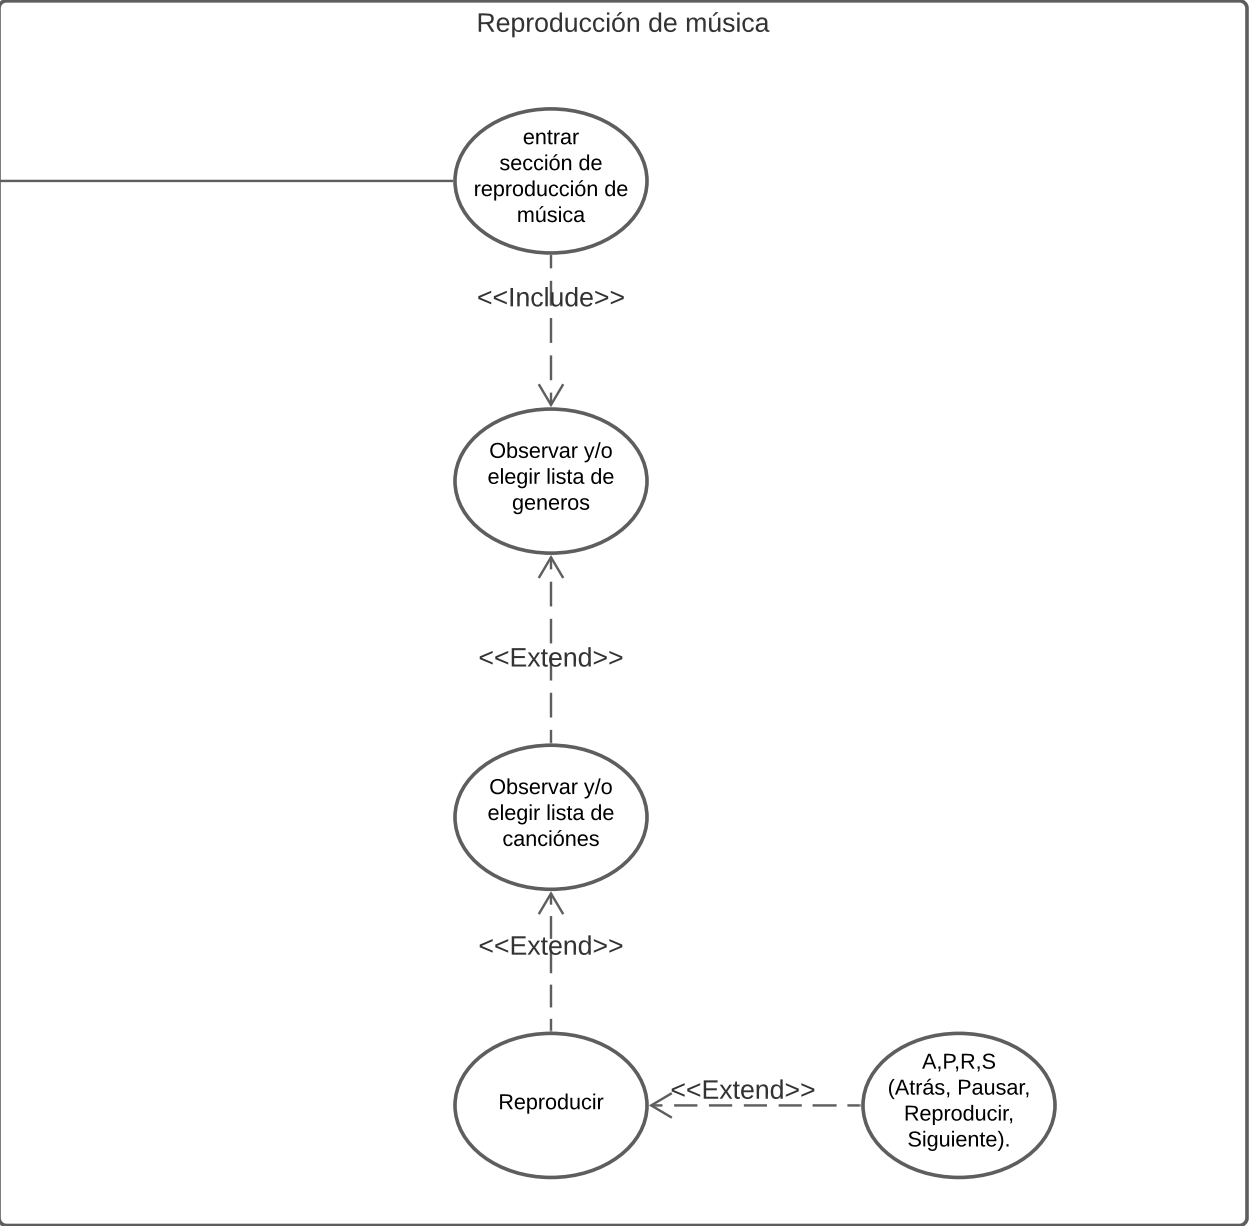 Reproducción de música
entrar
sección de
reproducción de
música
<<Include>>
Observar y/o
elegir lista de
generos
<<Extend>>
Observar y/o
elegir lista de
canciónes
<<Extend>>
Reproducir
<<Extend>>
A,P,R,S
(Atrás, Pausar,
Reproducir,
Siguiente).